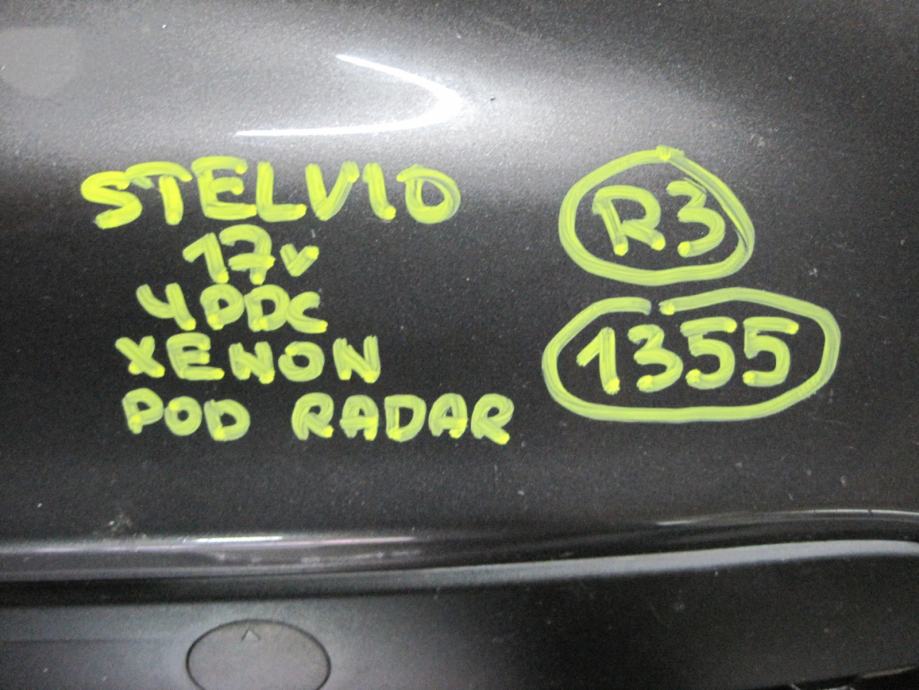 STELVIO
17v
4PDC
XENON
POD RADAR
R3
1355